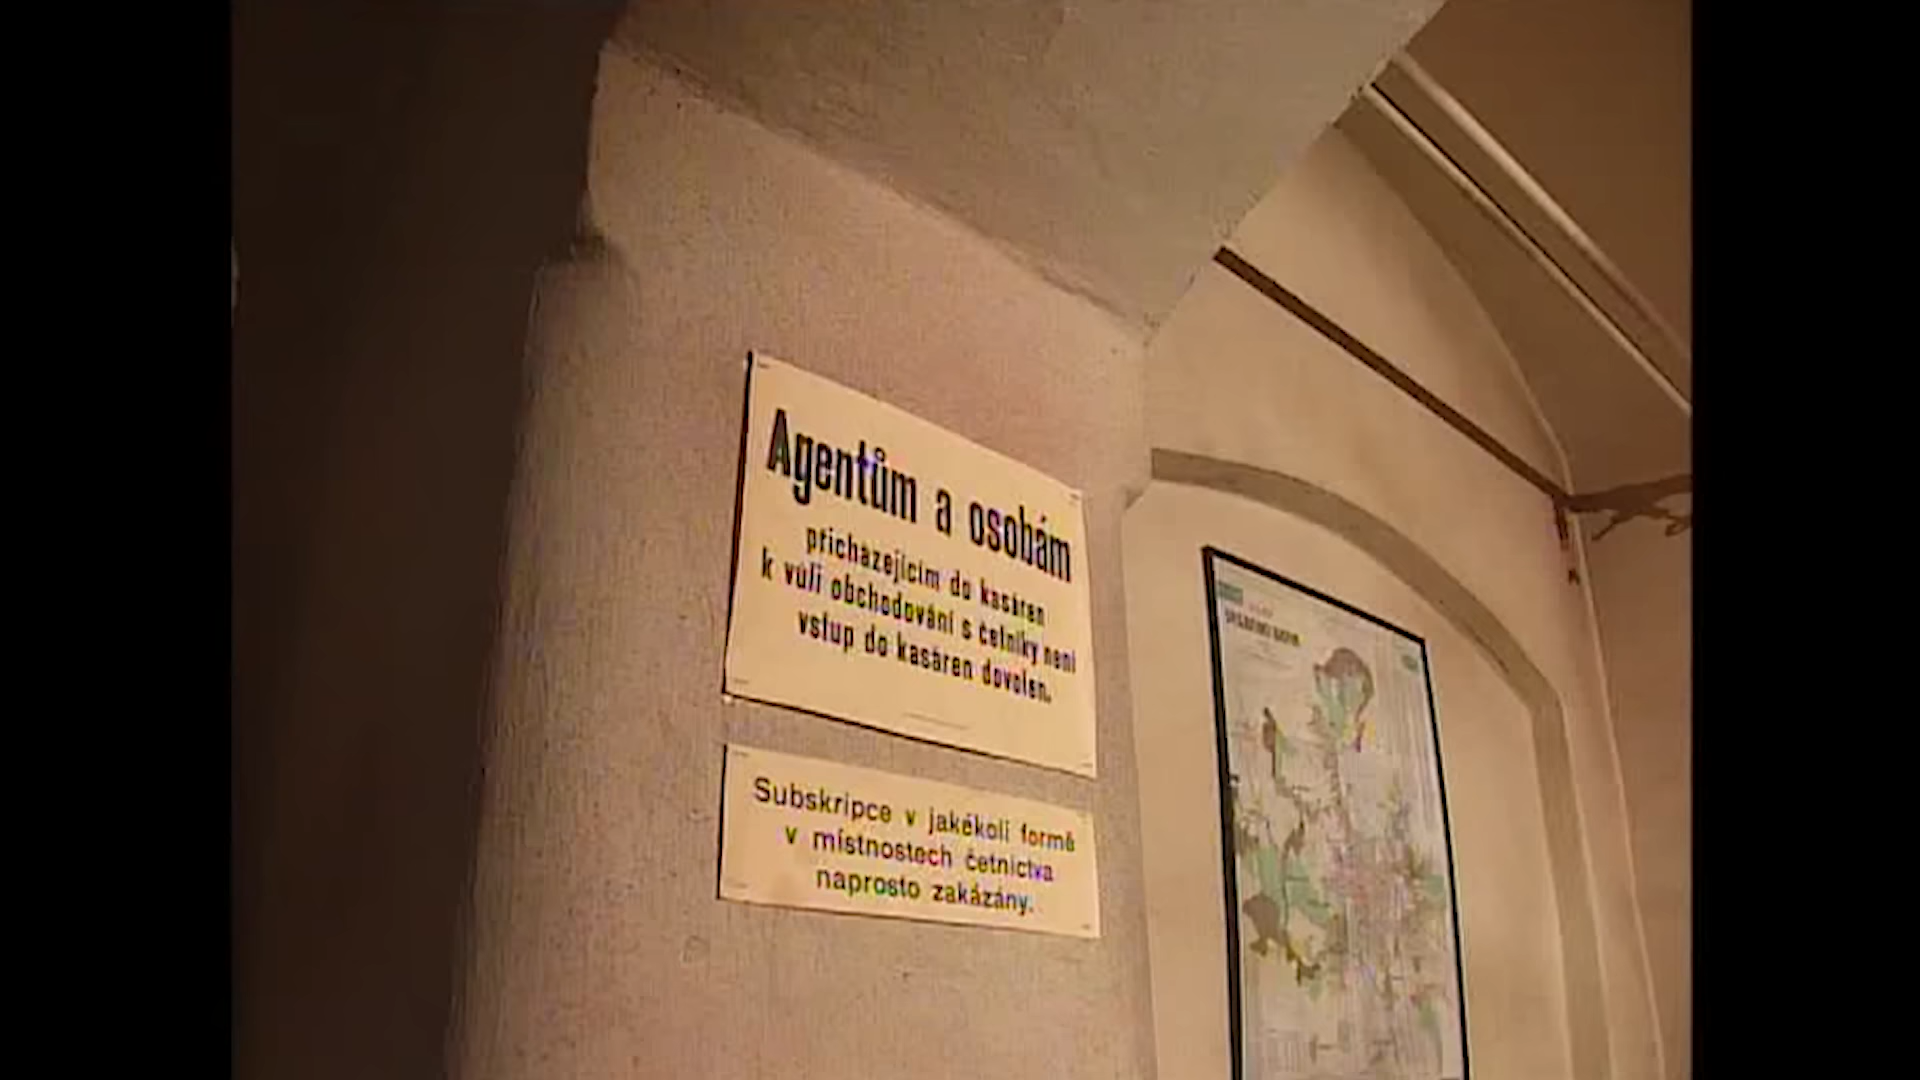 Agentům a osobám
přicházejícím do kasáren
k vůli obchodování s četníky není
vstup do kasáren dovolen.
Subskripce v jakékoli formě
v místnostech četnictva
naprosto zakázány.